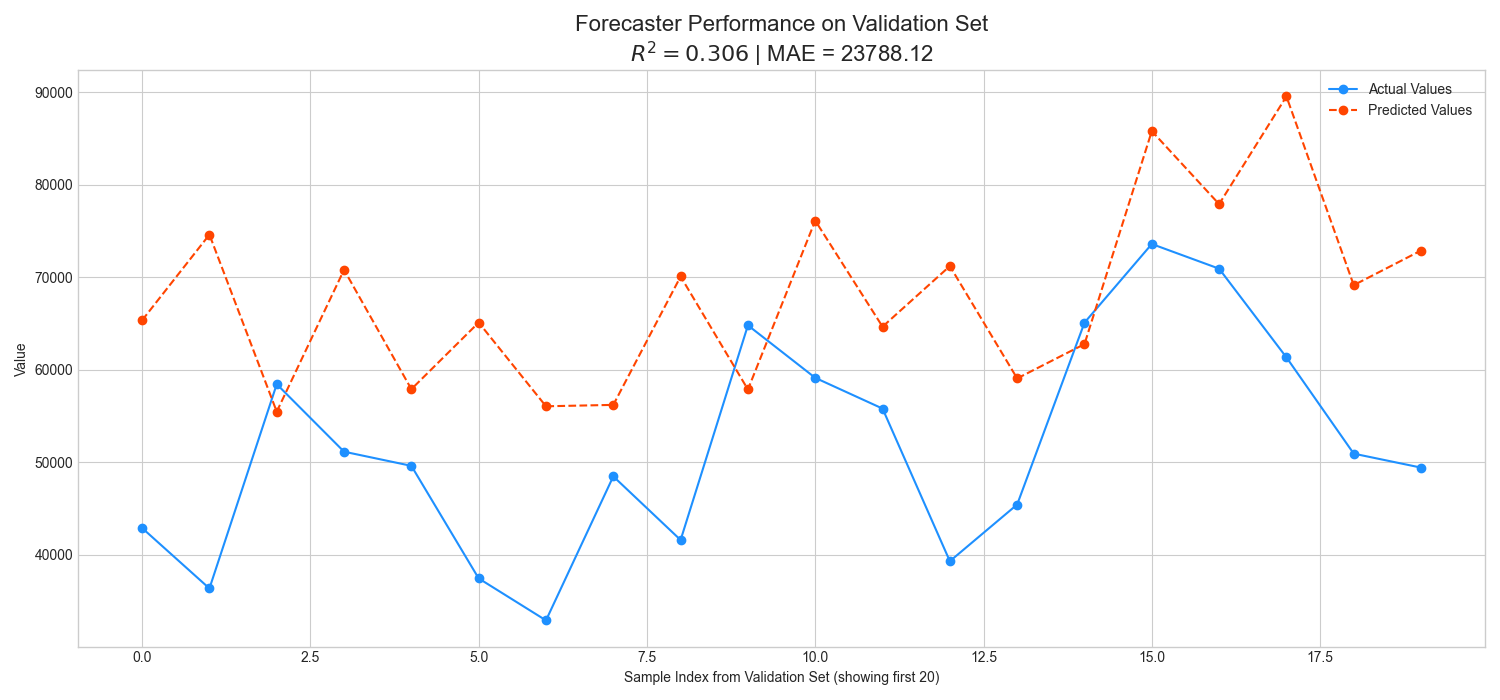 Forecaster Performance on Validation Set
R² = 0.306 | MAE = 23788.12
Actual Values
Predicted Values
90000
80000
70000
60000
50000
40000
Value
0.0
2.5
5.0
7.5
10.0
12.5
15.0
17.5
Sample Index from Validation Set (showing first 20)